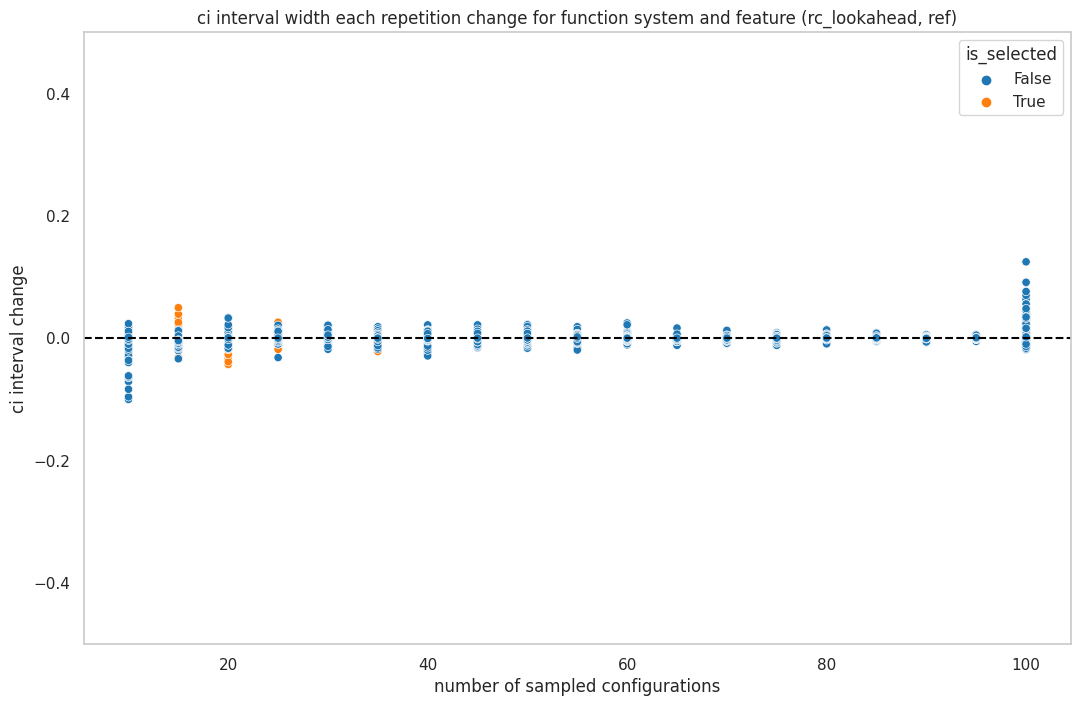 ci interval width each repetition change for function system and feature (rc_lookahead, ref)
is_selected
False
True
0.4
0.2
0.0
−0.2
−0.4
ci interval change
20
40
60
80
100
number of sampled configurations